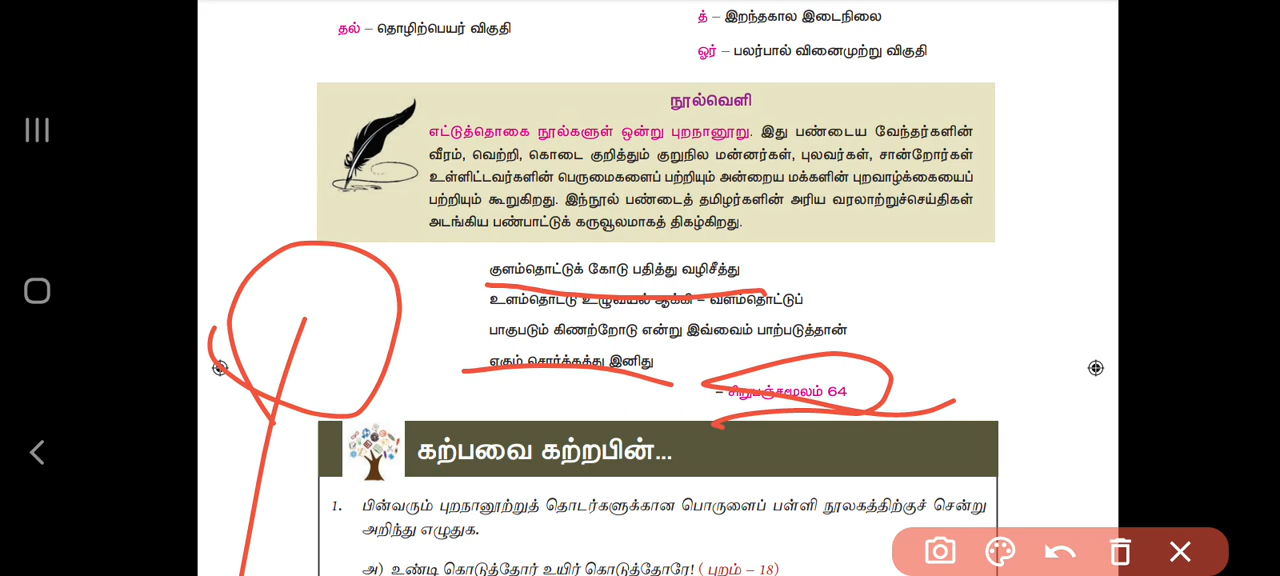 தல் – தொழிற்பெயர் விகுதி
த் – இறந்தகால இடைநிலை
ஓர் – பலர்பால் வினைமுற்று விகுதி
நூல்வெளி
எட்டுத்தொகை நூல்களுள் ஒன்று புறநானூறு. இது பண்டைய வேந்தர்களின்
வீரம், வெற்றி, கொடை குறித்தும் குறுநில மன்னர்கள், புலவர்கள், சான்றோர்கள்
உள்ளிட்டவர்களின் பெருமைகளைப் பற்றியும் அன்றைய மக்களின் புறவாழ்க்கையைப்
பற்றியும் கூறுகிறது. இந்நூல் பண்டைத் தமிழர்களின் அரிய வரலாற்றுச்செய்திகள்
அடங்கிய பண்பாட்டுக் கருவூலமாகத் திகழ்கிறது.
குளம்தொட்டுக் கோடு பதித்து வழிசீத்து
உளம்தொட்டு உழுவயல் ஆக்கி – வளம்தொட்டுப்
பாகுபடும் கிணற்றோடு என்று இவ்வைம் பாற்படுத்தான்
ஏகும் சொர்க்கத்து இனிது
– சிறுபஞ்சமூலம் 64
கற்பவை கற்றபின்...
1. பின்வரும் புறநானூற்றுத் தொடர்களுக்கான பொருளைப் பள்ளி நூலகத்திற்குச் சென்று
அறிந்து எழுதுக.
அ) உண்டி கொடுத்தோர் உயிர் கொடுத்தோரே! ( புறம் – 18)